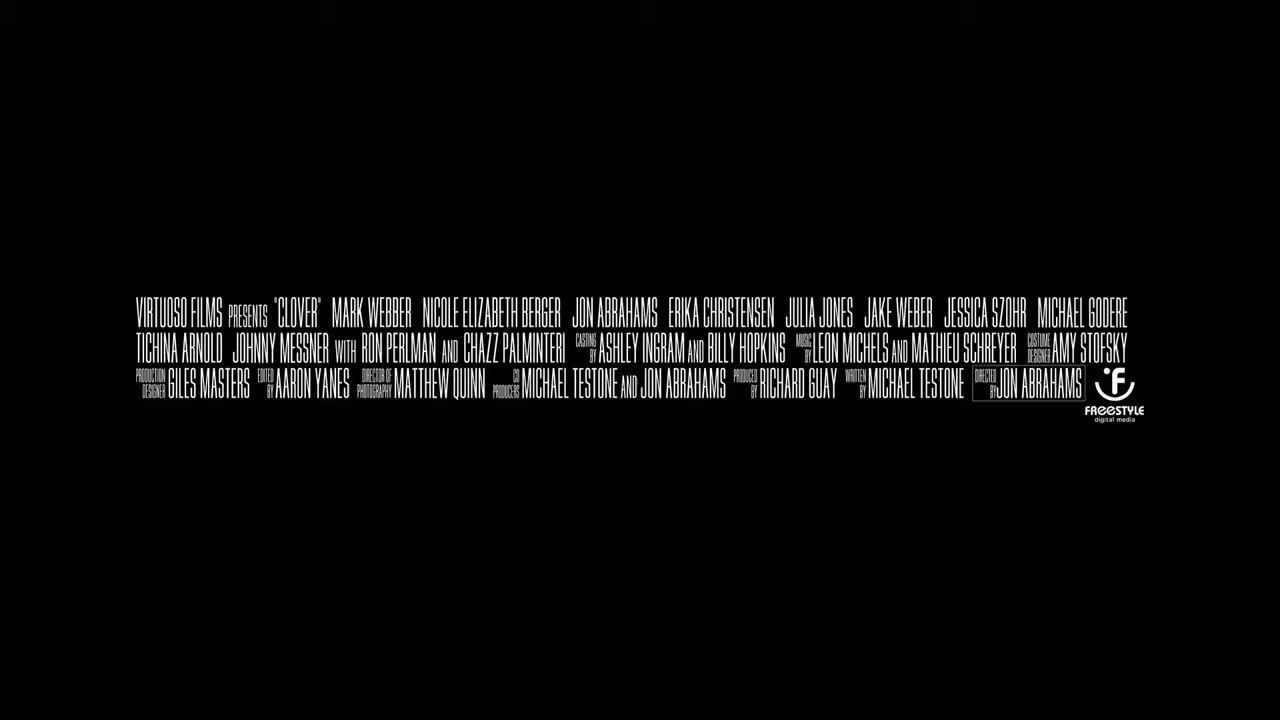 VIRTUOSO FILMS PRESENTS "CLOVER" MARK WEBBER NICOLE ELIZABETH BERGER JON ABRAHAMS ERIKA CHRISTENSEN JULIA JONES JAKE WEBER JESSICA SZOHR MICHAEL GODERE
TICHINA ARNOLD JOHNNY MESSNER WITH RON PERLMAN AND CHAZZ PALMINTERI CASTING BY ASHLEY INGRAM AND BILLY HOPKINS MUSIC BY LEON MICHELS AND MATHIEU SCHREYER COSTUME DESIGNER AMY STOFSKY
PRODUCTION DESIGNER GILES MASTERS EDITED BY AARON YANES DIRECTOR OF PHOTOGRAPHY MATTHEW QUINN CO PRODUCERS MICHAEL TESTONE AND JON ABRAHAMS PRODUCED BY RICHARD GUAY WRITTEN BY MICHAEL TESTONE DIRECTED BY JON ABRAHAMS
FREESTYLE
digital media